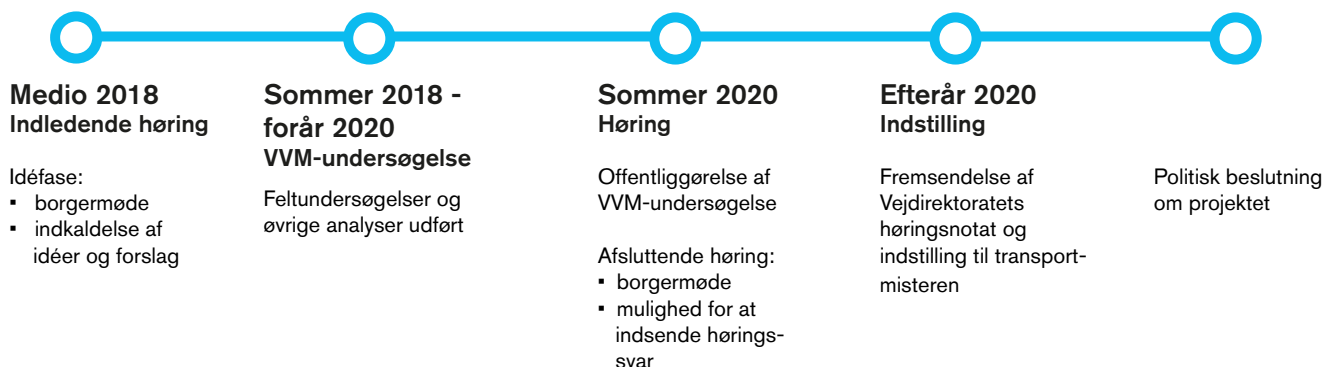 Medio 2018
Indledende høring
Idéfase:
▪ borgermøde
▪ indkaldelse af
idéer og forslag
Sommer 2018 -
forår 2020
VVM-undersøgelse
Feltundersøgelser og
øvrige analyser udført
Sommer 2020
Høring
Offentliggørelse af
VVM-undersøgelse
Afsluttende høring:
▪ borgermøde
▪ mulighed for at
indsende hørings-
svar
Efterår 2020
Indstilling
Fremsendelse af
Vejdirektoratets
høringsnotat og
indstilling til transport-
misteren
Politisk beslutning
om projektet